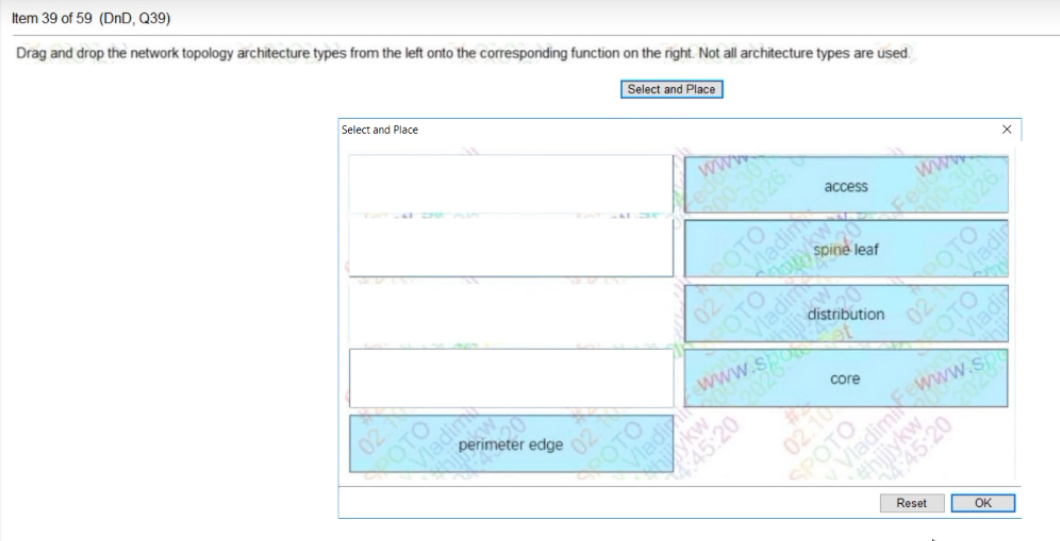 Item 39 of 59 (DnD, Q39)
Drag and drop the network topology architecture types from the left onto the corresponding function on the right. Not all architecture types are used.
Select and Place
Select and Place
access
spine leaf
distribution
core
perimeter edge
Reset
OK